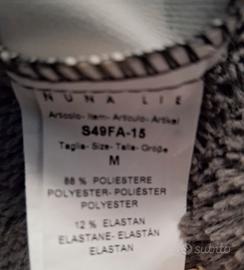 NUNA LIE
Articolo-Item-Artículo-Artikel
S49FA-15
Taglia-Size-Talla-Größe
M
88 % POLIESTERE
POLYESTER-POLIÉSTER
POLYESTER
12 % ELASTAN
ELASTANE-ELASTÁN
ELASTAN
subito